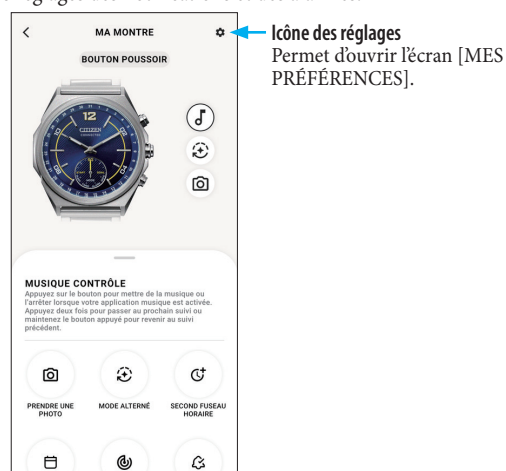 MA MONTRE
Icône des réglages
Permet d'ouvrir l'écran [MES
PRÉFÉRENCES].
BOUTON POUSSOIR
12
CITIZEN
MUSIQUE CONTRÔLE
Appuyez sur le bouton pour mettre de la musique ou
l'arrêter lorsque votre application musique est activée.
Appuyez deux fois pour passer au prochain suivi ou
maintenez le bouton appuyé pour revenir au suivi
précédent.
PRENDRE UNE
PHOTO
MODE ALTERNÉ
SECOND FUSEAU
HORAIRE